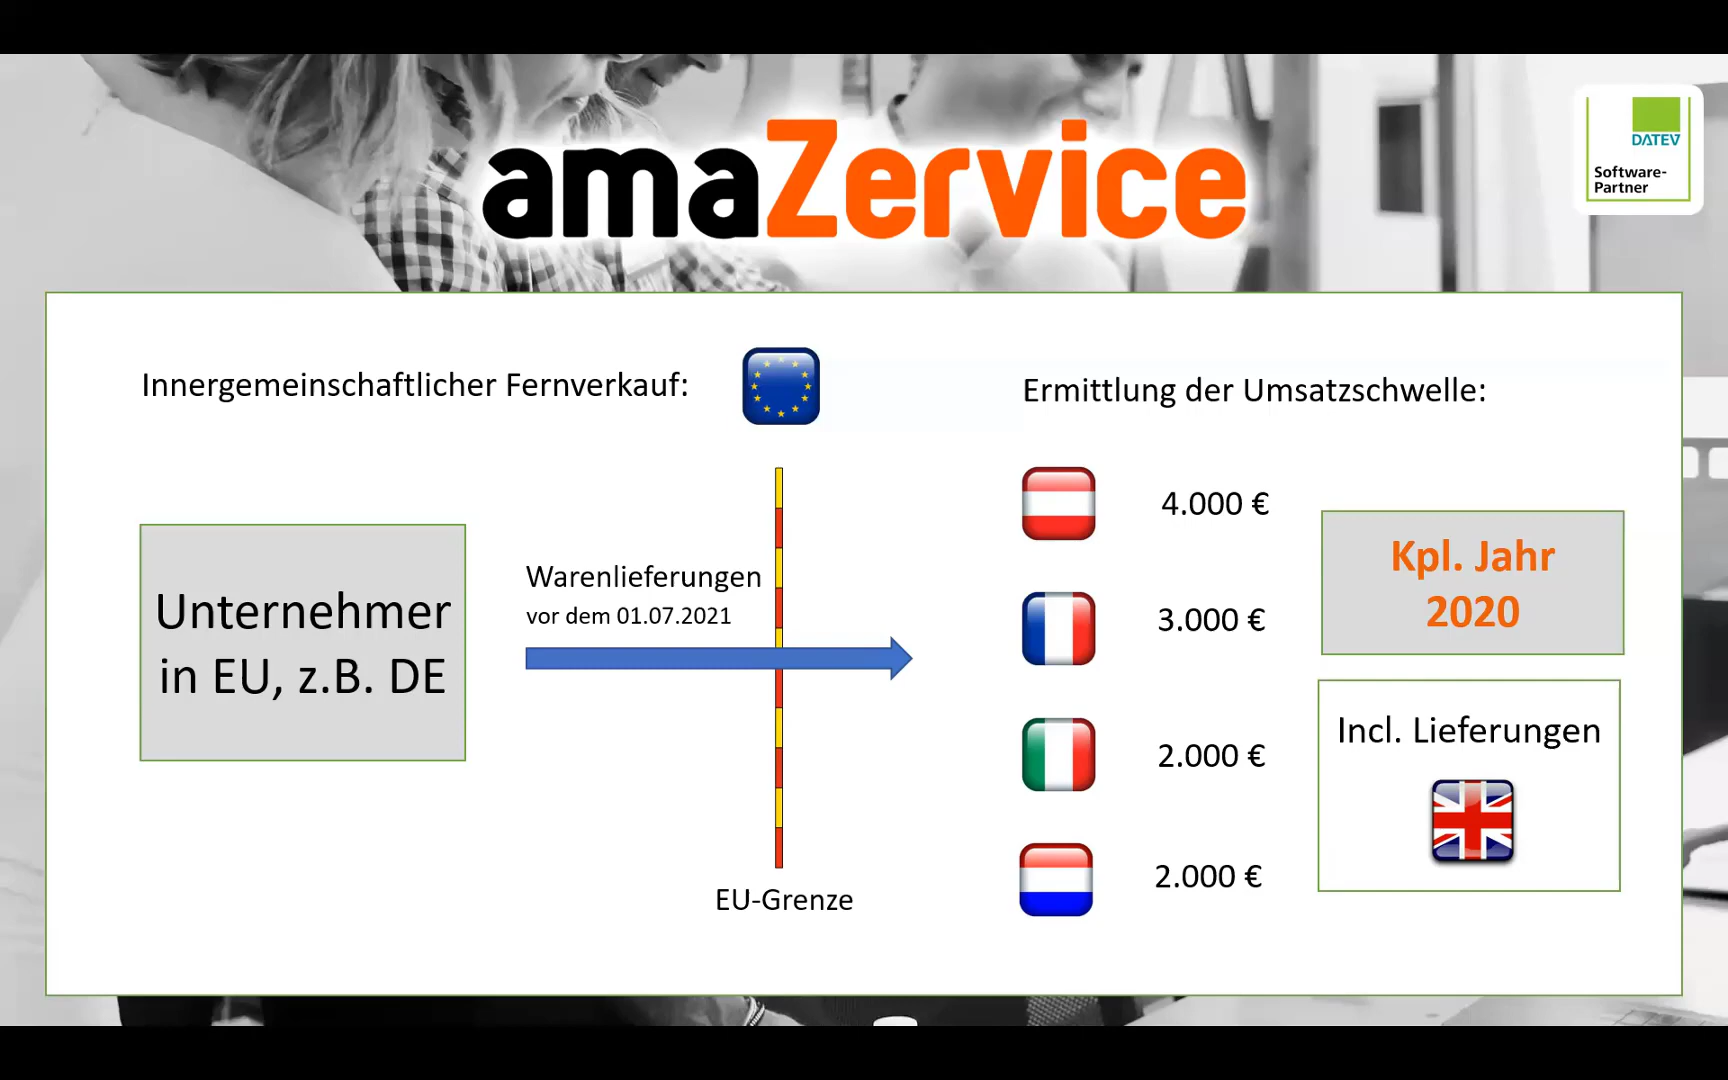 amaZervice
DATEV
Software-
Partner
Innergemeinschaftlicher Fernverkauf:
Ermittlung der Umsatzschwelle:
Unternehmer
in EU, z.B. DE
Warenlieferungen
vor dem 01.07.2021
EU-Grenze
4.000 €
3.000 €
2.000 €
2.000 €
Kpl. Jahr
2020
Incl. Lieferungen